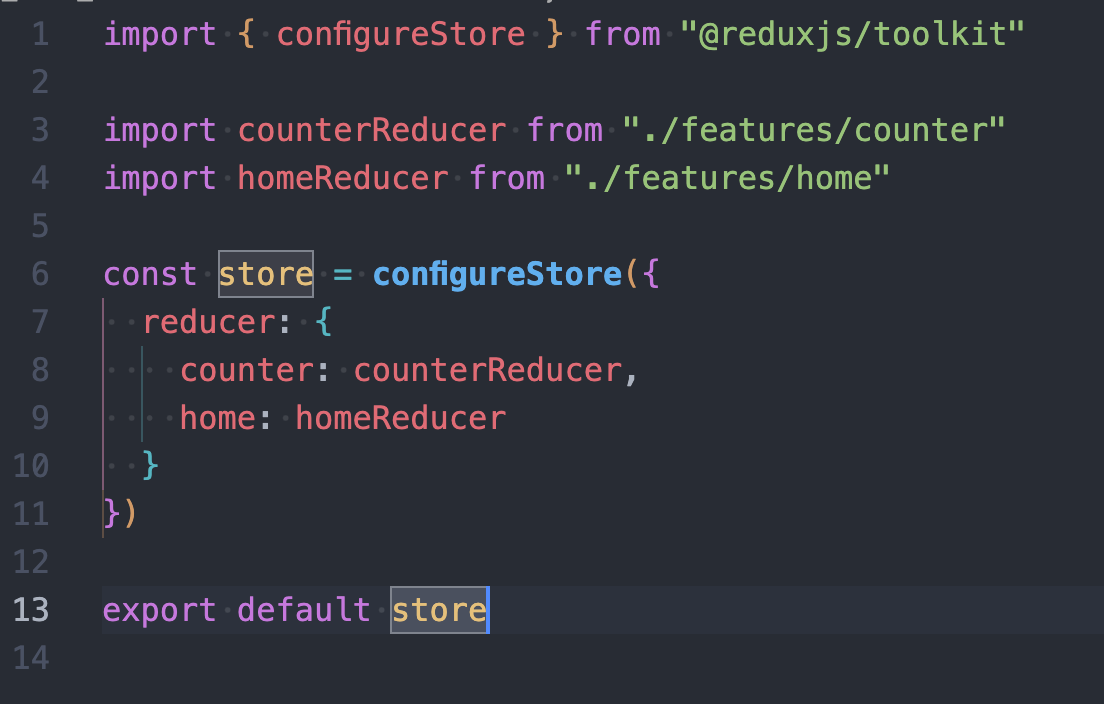 1 import { configureStore } from "@reduxjs/toolkit"
2
3 import counterReducer from "./features/counter"
4 import homeReducer from "./features/home"
5
6 const store = configureStore({
7   reducer: {
8     counter: counterReducer,
9     home: homeReducer
10   }
11 })
12
13 export default store
14